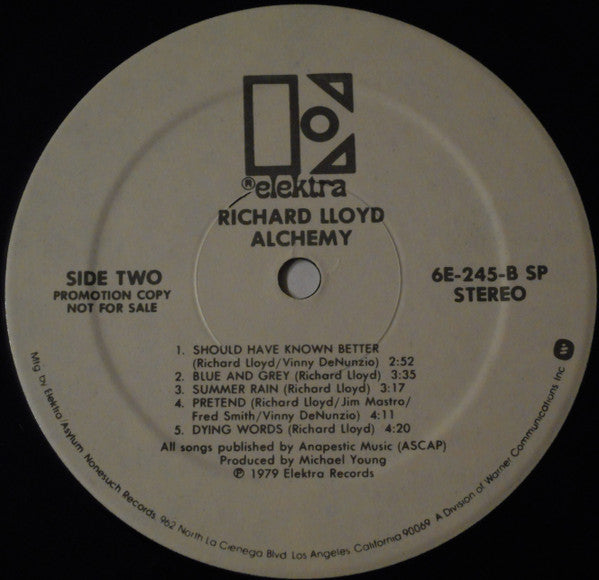 ® elektra
RICHARD LLOYD
ALCHEMY
SIDE TWO
PROMOTION COPY
NOT FOR SALE
6E-245-B SP
STEREO
1. SHOULD HAVE KNOWN BETTER
(Richard Lloyd/Vinny DeNunzio) 2:52
2. BLUE AND GREY (Richard Lloyd) 3:35
3. SUMMER RAIN (Richard Lloyd) 3:17
4. PRETEND (Richard Lloyd/Jim Mastro/
Fred Smith/Vinny DeNunzio) 4:11
5. DYING WORDS (Richard Lloyd) 4:20
All songs published by Anapestic Music (ASCAP)
Produced by Michael Young
℗ 1979 Elektra Records
Mfg by Elektra/Asylum Nonesuch Records, 962 North La Cienega Blvd Los Angeles, California 90069 A Division of Warner Communications Inc